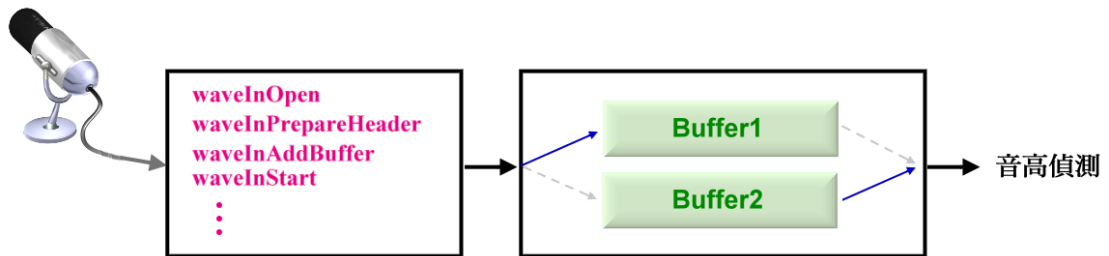 waveInOpen
waveInPrepareHeader
waveInAddBuffer
waveInStart
Buffer1
Buffer2
音高偵測